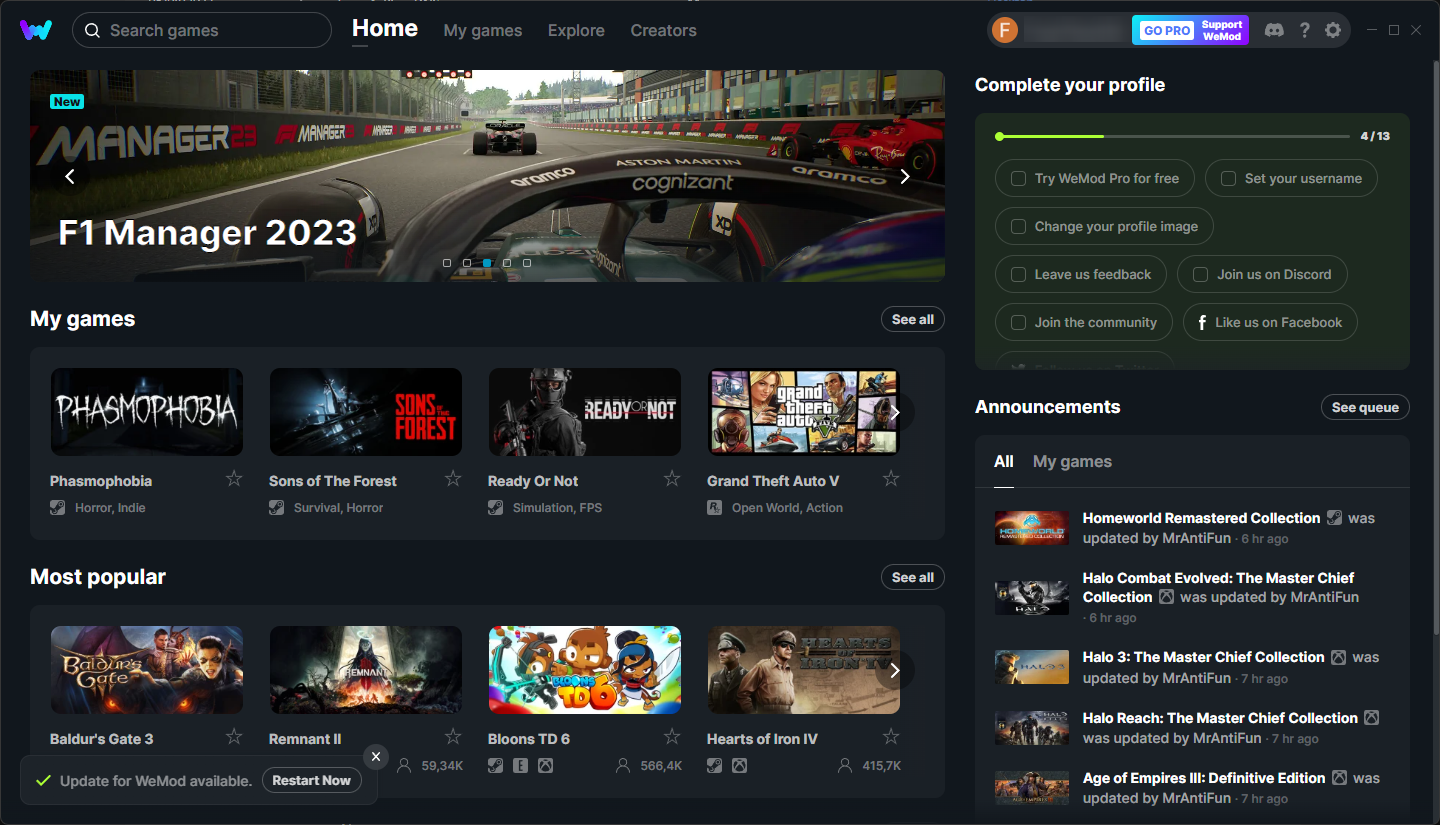 Search games
Home
My games
Explore
Creators
F
GO PRO
Support
WeMod
New
MANAGER 23
MANAGER
ASTON MARTIN
aramco
cognizant
aramco
F1 Manager 2023
Complete your profile
4 / 13
Try WeMod Pro for free
Set your username
Change your profile image
Leave us feedback
Join us on Discord
Join the community
Like us on Facebook
My games
See all
PHASMOPHOBIA
SONS OF THE FOREST
READY OR NOT
grand theft auto V
Phasmophobia
Sons of The Forest
Ready Or Not
Grand Theft Auto V
Horror, Indie
Survival, Horror
Simulation, FPS
Open World, Action
Announcements
See queue
All
My games
Homeworld Remastered Collection was
updated by MrAntiFun · 6 hr ago
Halo Combat Evolved: The Master Chief
Collection was updated by MrAntiFun
· 6 hr ago
Halo 3: The Master Chief Collection was
updated by MrAntiFun · 7 hr ago
Halo Reach: The Master Chief Collection
was updated by MrAntiFun · 7 hr ago
Age of Empires III: Definitive Edition was
updated by MrAntiFun · 7 hr ago
Most popular
See all
BALDUR'S GATE
REMNANT
BLOONS TD 6
HEARTS OF IRON IV
Baldur's Gate 3
Remnant II
Bloons TD 6
Hearts of Iron IV
59,34K
566,4K
415,7K
Update for WeMod available.
Restart Now